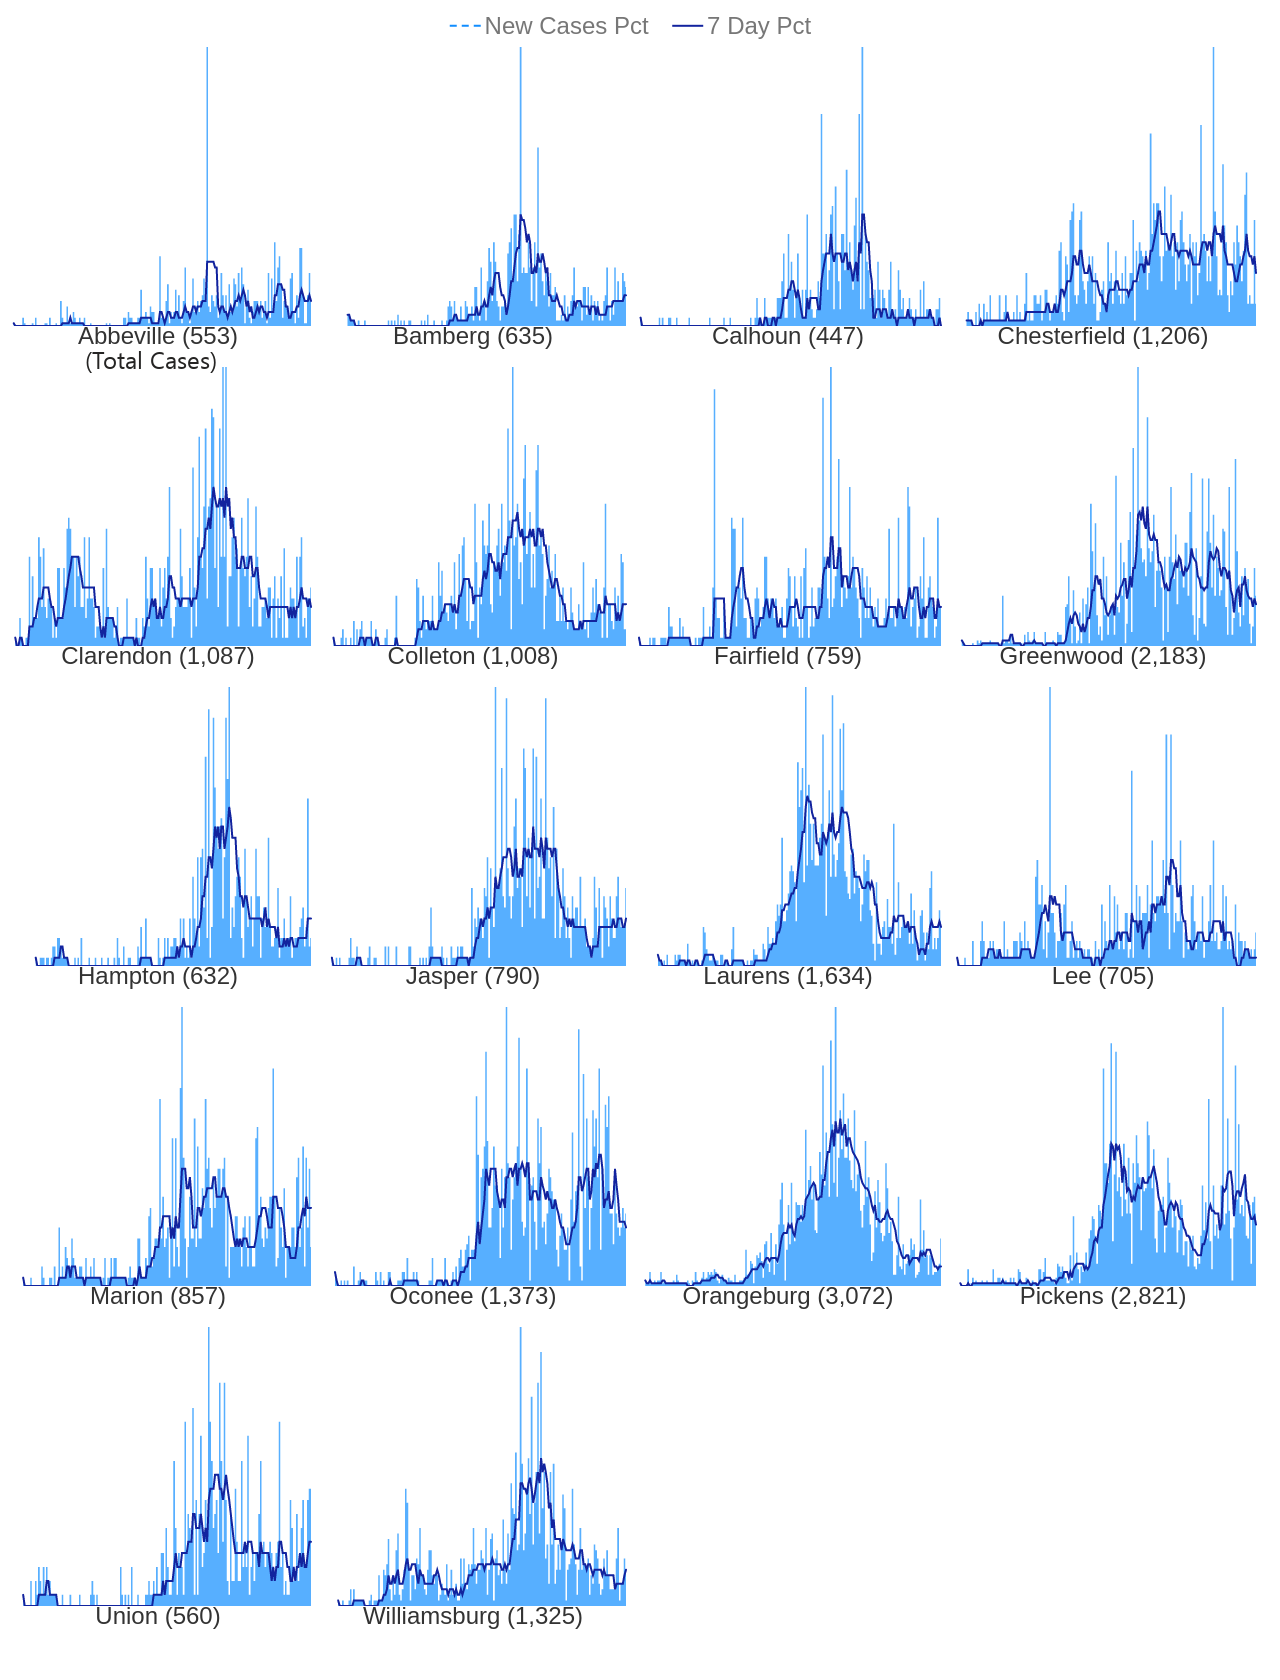 New Cases Pct 7 Day Pct
Abbeville (553) Bamberg (635) Calhoun (447) Chesterfield (1,206)
(Total Cases)
Clarendon (1,087) Colleton (1,008) Fairfield (759) Greenwood (2,183)
Hampton (632) Jasper (790) Laurens (1,634) Lee (705)
Marion (857) Oconee (1,373) Orangeburg (3,072) Pickens (2,821)
Union (560) Williamsburg (1,325)